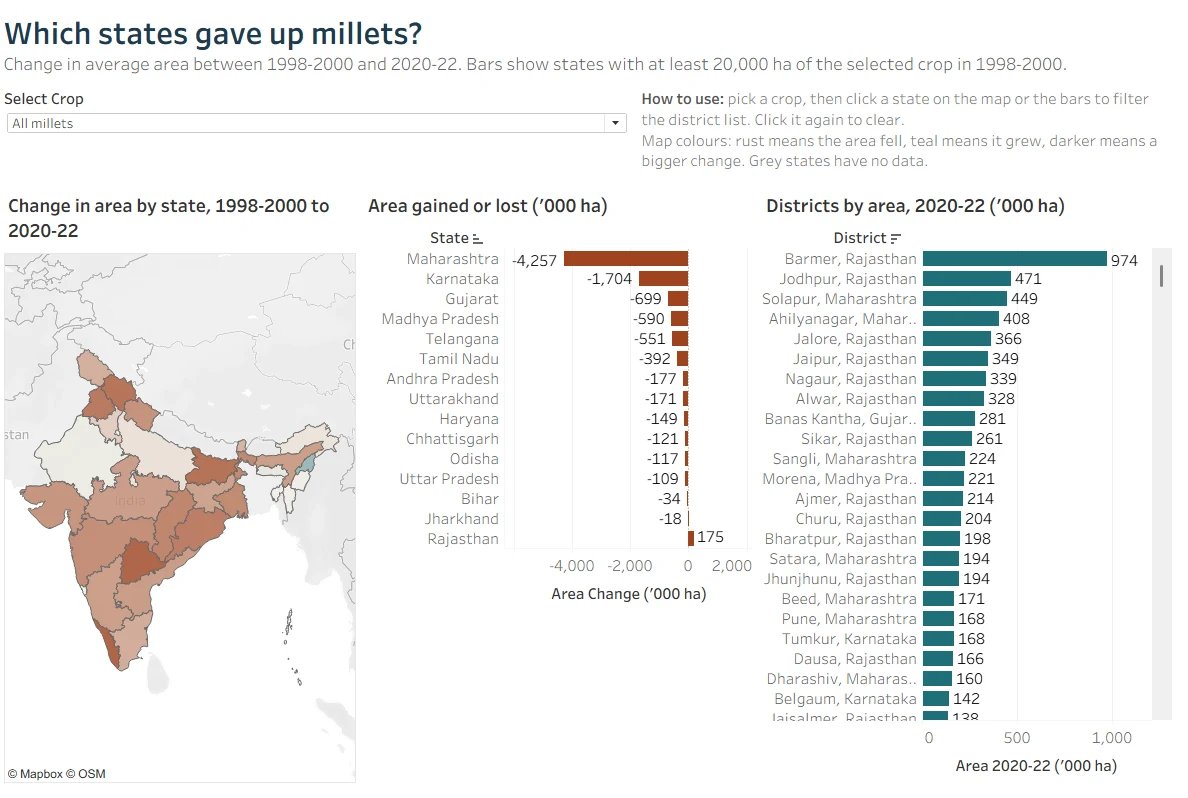 Which states gave up millets?
Change in average area between 1998-2000 and 2020-22. Bars show states with at least 20,000 ha of the selected crop in 1998-2000.
Select Crop
All millets
How to use: pick a crop, then click a state on the map or the bars to filter
the district list. Click it again to clear.
Map colours: rust means the area fell, teal means it grew, darker means a
bigger change. Grey states have no data.
Change in area by state, 1998-2000 to
2020-22
stan
Ch
India
© Mapbox © OSM
Area gained or lost ('000 ha)
State
Maharashtra -4,257
Karnataka -1,704
Gujarat -699
Madhya Pradesh -590
Telangana -551
Tamil Nadu -392
Andhra Pradesh -177
Uttarakhand -171
Haryana -149
Chhattisgarh -121
Odisha -117
Uttar Pradesh -109
Bihar -34
Jharkhand -18
Rajasthan 175
-4,000 -2,000 0 2,000
Area Change ('000 ha)
Districts by area, 2020-22 ('000 ha)
District
Barmer, Rajasthan 974
Jodhpur, Rajasthan 471
Solapur, Maharashtra 449
Ahilyanagar, Mahar.. 408
Jalore, Rajasthan 366
Jaipur, Rajasthan 349
Nagaur, Rajasthan 339
Alwar, Rajasthan 328
Banas Kantha, Gujar.. 281
Sikar, Rajasthan 261
Sangli, Maharashtra 224
Morena, Madhya Pra.. 221
Ajmer, Rajasthan 214
Churu, Rajasthan 204
Bharatpur, Rajasthan 198
Satara, Maharashtra 194
Jhunjhunu, Rajasthan 194
Beed, Maharashtra 171
Pune, Maharashtra 168
Tumkur, Karnataka 168
Dausa, Rajasthan 166
Dharashiv, Maharas.. 160
Belgaum, Karnataka 142
Jaisalmer, Rajasthan 138
0 500 1,000
Area 2020-22 ('000 ha)